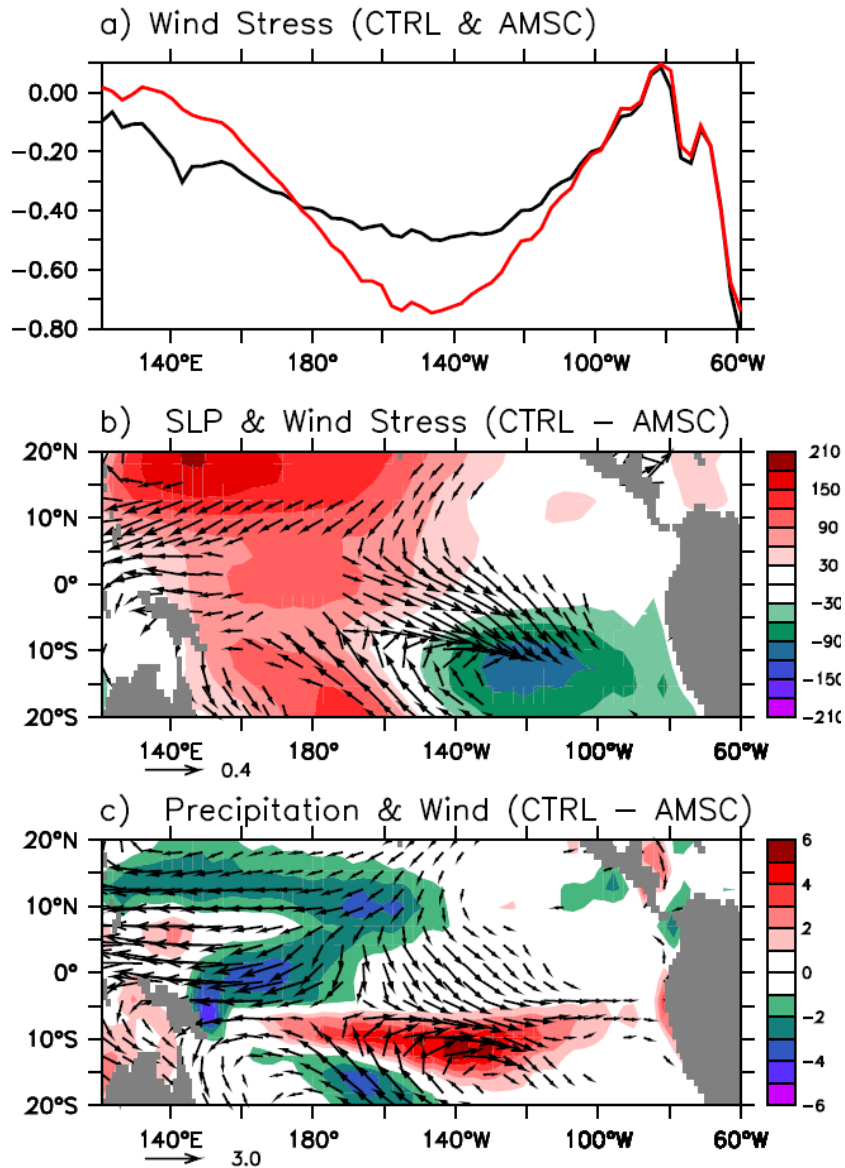 a) Wind Stress (CTRL & AMSC)
0.00
-0.20
-0.40
-0.60
-0.80
140°E 180° 140°W 100°W 60°W
b) SLP & Wind Stress (CTRL - AMSC)
20°N
10°N
0°
10°S
20°S
140°E 180° 140°W 100°W 60°W
0.4
210
150
90
30
-30
-90
-150
-210
c) Precipitation & Wind (CTRL - AMSC)
20°N
10°N
0°
10°S
20°S
140°E 180° 140°W 100°W 60°W
3.0
6
4
2
0
-2
-4
-6